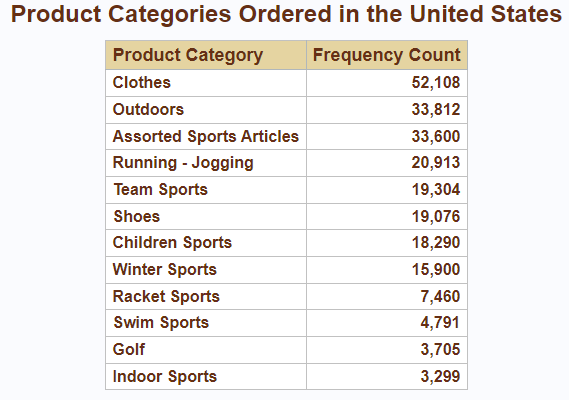 Product Categories Ordered in the United States
Product Category Frequency Count
Clothes 52,108
Outdoors 33,812
Assorted Sports Articles 33,600
Running - Jogging 20,913
Team Sports 19,304
Shoes 19,076
Children Sports 18,290
Winter Sports 15,900
Racket Sports 7,460
Swim Sports 4,791
Golf 3,705
Indoor Sports 3,299